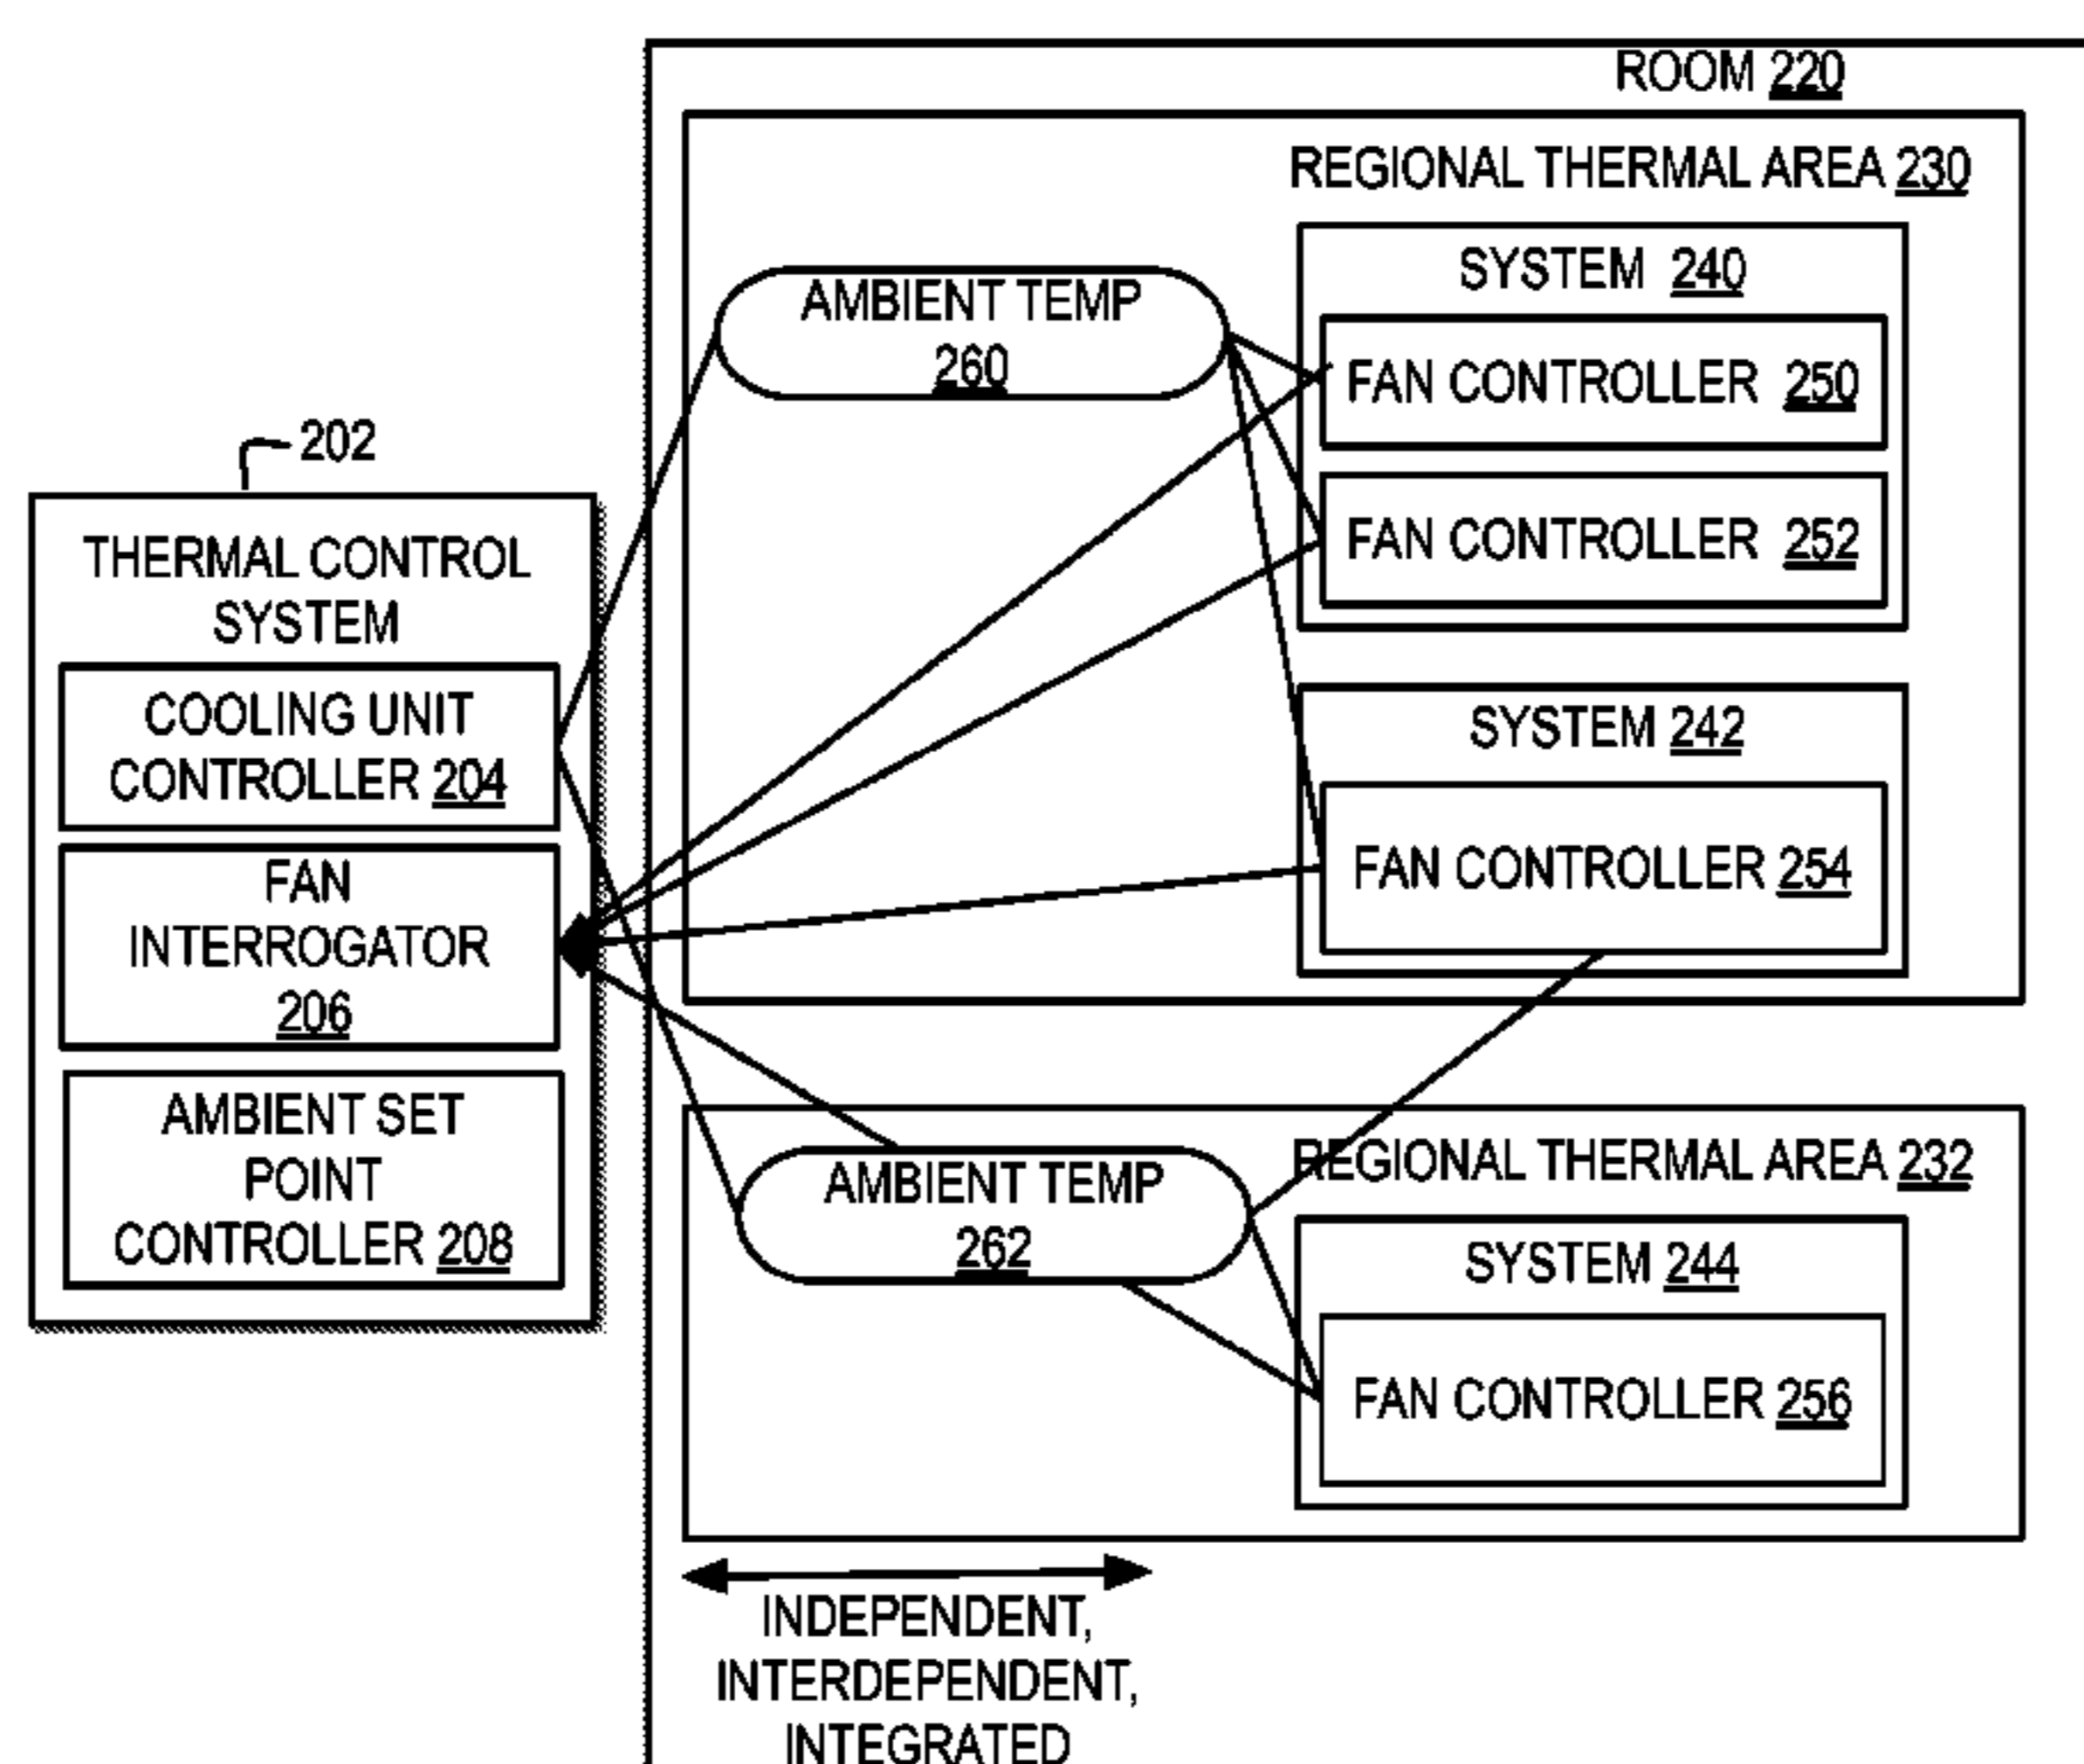 ROOM 220
REGIONAL THERMAL AREA 230
SYSTEM 240
AMBIENT TEMP
260
FAN CONTROLLER 250
202
FAN CONTROLLER 252
THERMAL CONTROL
SYSTEM
COOLING UNIT
CONTROLLER 204
SYSTEM 242
FAN CONTROLLER 254
FAN
INTERROGATOR
206
AMBIENT SET
POINT
CONTROLLER 208
REGIONAL THERMAL AREA 232
AMBIENT TEMP
262
SYSTEM 244
FAN CONTROLLER 256
INDEPENDENT,
INTERDEPENDENT,
INTEGRATED